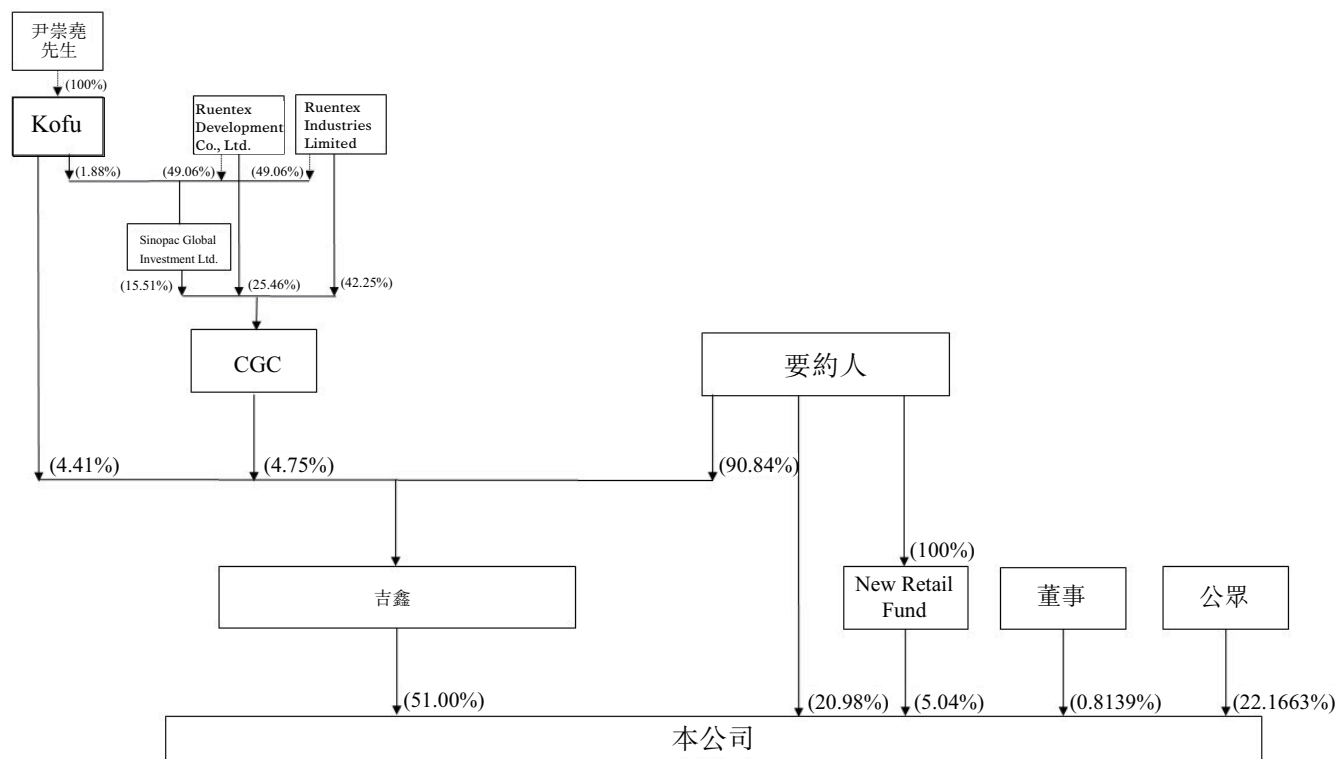 尹崇堯
先生
(100%)
Kofu
Ruentex
Development
Co., Ltd.
Ruentex
Industries
Limited
(1.88%)
(49.06%)
(49.06%)
Sinopac Global
Investment Ltd.
(15.51%)
(25.46%)
(42.25%)
CGC
要約人
(4.41%)
(4.75%)
(90.84%)
(100%)
吉鑫
New Retail
Fund
董事
公眾
(51.00%)
(20.98%)
(5.04%)
(0.8139%)
(22.1663%)
本公司